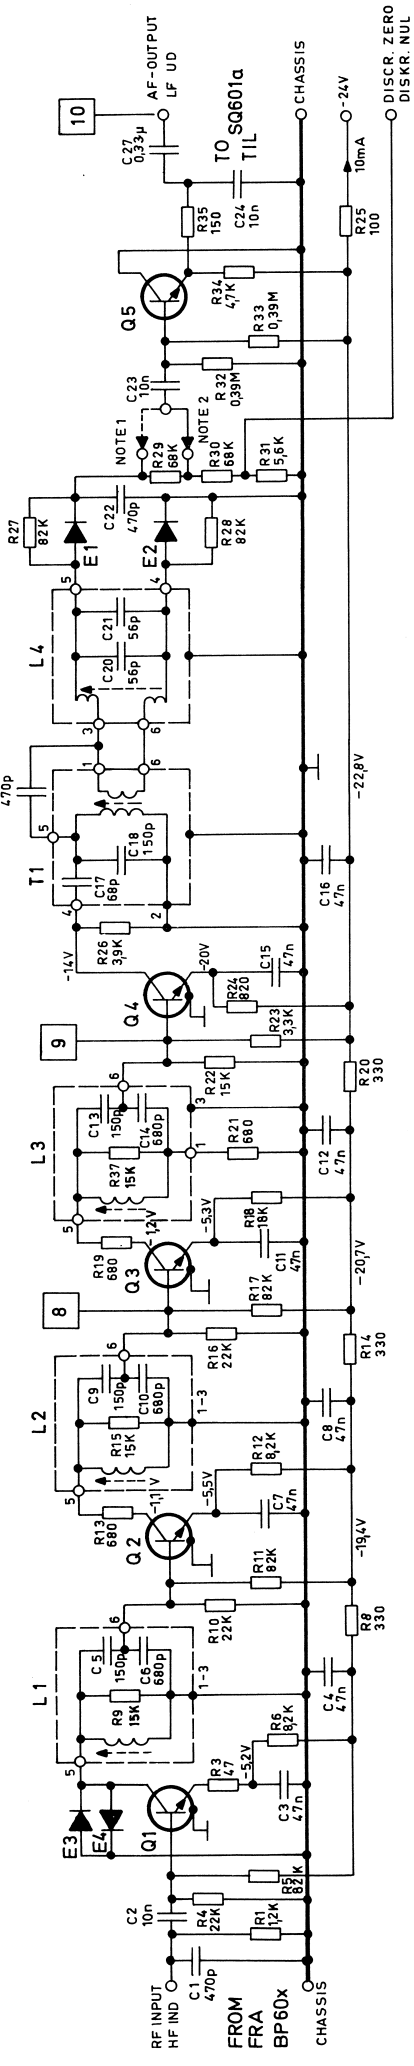 RF INPUT
HF IND
FROM
FRA
BP60x
CHASSIS
C1
470p
C2
10n
R4
22K
R1
1,2K
R5
82K
E3
E4
Q1
R3
47
-5,2V
C3
47n
R6
8,2K
5
L1
R9
15K
C5
150p
C6
680p
6
1-3
C4
47n
R8
330
R10
22K
R11
82K
-19,4V
Q2
-1,1 V
R13
680
-5,5V
C7
47n
R12
8,2K
5
L2
R15
15K
C9
150p
C10
680p
6
1-3
C8
47n
R14
330
8
R16
22K
R17
82K
-20,7V
Q3
-1,2 V
R19
680
-5,3V
C11
47n
R18
18K
5
L3
R37
15K
C13
150p
C14
680p
6
1
3
R21
680
C12
47n
R20
330
9
R22
15K
R23
3,3K
Q4
-14V
-20V
R24
820
C15
47n
R26
3,9K
4
2
T1
C17
68p
C18
150p
5
470p
1
6
C16
47n
-22,8V
3
6
L4
C20
56p
C21
56p
5
4
E1
E2
R27
82K
R28
82K
C22
470p
NOTE 1
NOTE 2
R29
68K
R30
68K
R31
5,6K
C23
10n
R32
0,39M
R33
0,39M
Q5
R34
4,7K
R35
150
C24
10n
C27
0,33µ
TO
TIL
SQ601a
10
AF-OUTPUT
LF UD
CHASSIS
R25
100
10mA
-24V
DISCR. ZERO
DISKR. NUL